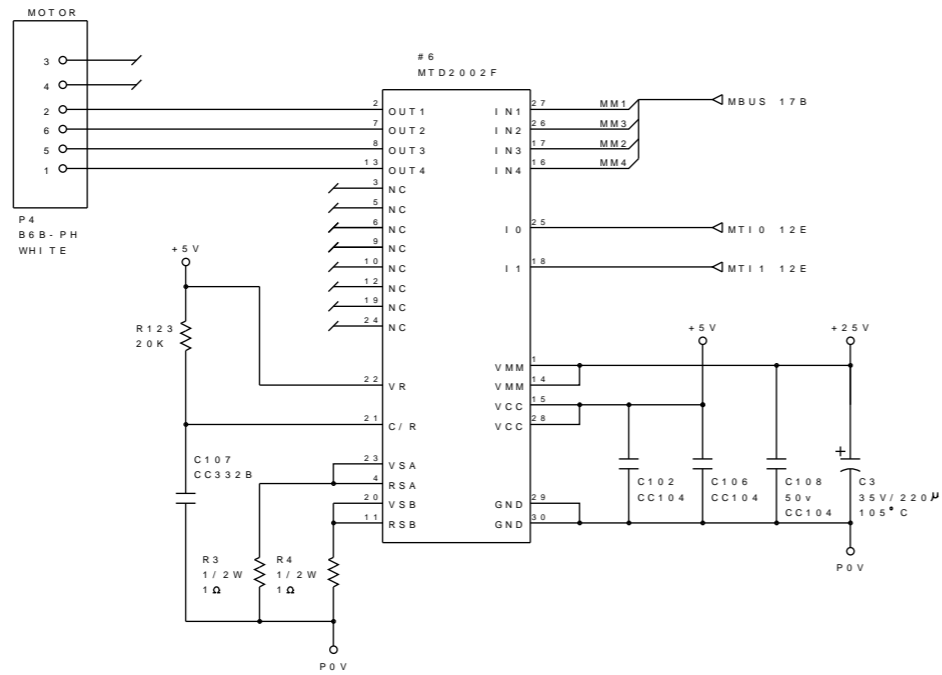 MOTOR
3
4
2
6
5
1
P4
B6B-PH
WHITE
#6
MTD2002F
2 OUT1
7 OUT2
8 OUT3
13 OUT4
3 NC
5 NC
6 NC
9 NC
10 NC
12 NC
19 NC
24 NC
22 VR
21 C/R
23 VSA
4 RSA
20 VSB
11 RSB
IN1 27 MM1
IN2 26 MM3
IN3 17 MM2
IN4 16 MM4
MBUS 17B
I0 25 MTI0 12E
I1 18 MTI1 12E
VMM 1
VMM 14
VCC 15
VCC 28
GND 29
GND 30
+5V
R123
20K
C107
CC332B
R3
1/2W
1Ω
R4
1/2W
1Ω
P0V
+5V
+25V
C102
CC104
C106
CC104
C108
50v
CC104
+
C3
35V/220μ
105°C
P0V